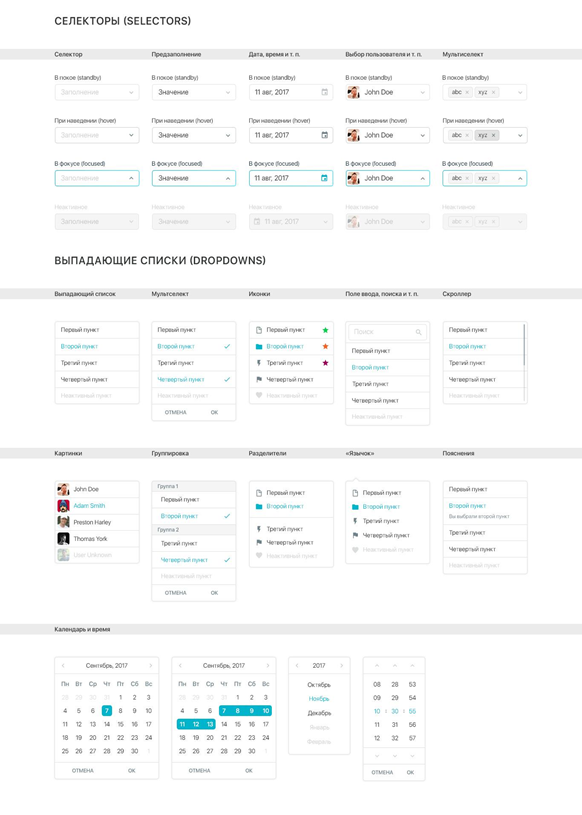 СЕЛЕКТОРЫ (SELECTORS)
Селектор Предзаполнение Дата, время и т. п. Выбор пользователя и т. п. Мультиселект
В покое (standby) В покое (standby) В покое (standby) В покое (standby) В покое (standby)
Заполнение Значение 11 авг, 2017 John Doe abc × xyz ×
При наведении (hover) При наведении (hover) При наведении (hover) При наведении (hover) При наведении (hover)
Заполнение Значение 11 авг, 2017 John Doe abc × xyz ×
В фокусе (focused) В фокусе (focused) В фокусе (focused) В фокусе (focused) В фокусе (focused)
Заполнение Значение 11 авг, 2017 John Doe abc × xyz ×
Неактивное Неактивное Неактивное Неактивное Неактивное
Заполнение Значение 11 авг, 2017 John Doe abc × xyz ×
ВЫПАДАЮЩИЕ СПИСКИ (DROPDOWNS)
Выпадающий список Мультселект Иконки Поле ввода, поиска и т. п. Скроллер
Первый пункт
Второй пункт
Третий пункт
Четвертый пункт
Неактивный пункт
Первый пункт
Второй пункт
Третий пункт
Четвертый пункт
Неактивный пункт
ОТМЕНА ОК
Первый пункт
Второй пункт
Третий пункт
Четвертый пункт
Неактивный пункт
Поиск
Первый пункт
Второй пункт
Третий пункт
Четвертый пункт
Неактивный пункт
Первый пункт
Второй пункт
Третий пункт
Четвертый пункт
Неактивный пункт
Картинки Группировка Разделители «Язычок» Пояснения
John Doe
Adam Smith
Preston Harley
Thomas York
User Unknown
Группа 1
Первый пункт
Второй пункт
Группа 2
Третий пункт
Четвертый пункт
Неактивный пункт
ОТМЕНА ОК
Первый пункт
Второй пункт
Третий пункт
Четвертый пункт
Неактивный пункт
Первый пункт
Второй пункт
Третий пункт
Четвертый пункт
Неактивный пункт
Первый пункт
Второй пункт
Вы выбрали второй пункт
Третий пункт
Четвертый пункт
Неактивный пункт
Календарь и время
Сентябрь, 2017
Пн Вт Ср Чт Пт Сб Вс
28 29 30 31 1 2 3
4 5 6 7 8 9 10
11 12 13 14 15 16 17
18 19 20 21 22 23 24
25 26 27 28 29 30 1
ОТМЕНА ОК
Сентябрь, 2017
Пн Вт Ср Чт Пт Сб Вс
28 29 30 31 1 2 3
4 5 6 7 8 9 10
11 12 13 14 15 16 17
18 19 20 21 22 23 24
25 26 27 28 29 30 1
ОТМЕНА ОК
2017
Октябрь
Ноябрь
Декабрь
Январь
Февраль
08 28 53
09 29 54
10 : 30 : 55
11 31 56
12 32 57
ОТМЕНА ОК